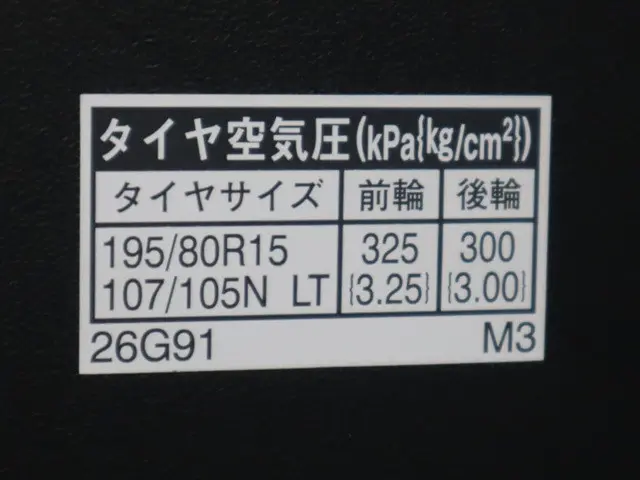 タイヤ空気圧(kPa{kg/cm²})
タイヤサイズ 前輪 後輪
195/80R15 325 300
107/105N LT {3.25} {3.00}
26G91 M3